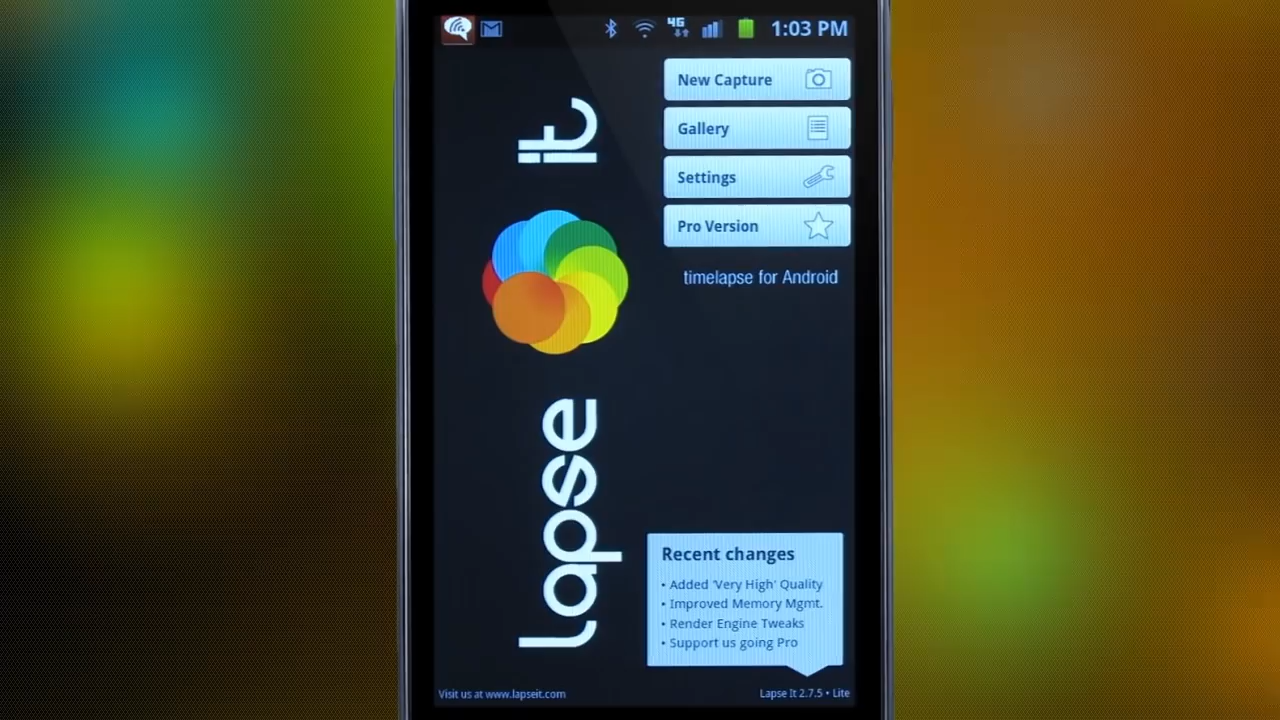 4G
1:03 PM
New Capture
Gallery
Settings
Pro Version
timelapse for Android
lapse it
Recent changes
• Added 'Very High' Quality
• Improved Memory Mgmt.
• Render Engine Tweaks
• Support us going Pro
Visit us at www.lapseit.com
Lapse It 2.7.5 • Lite